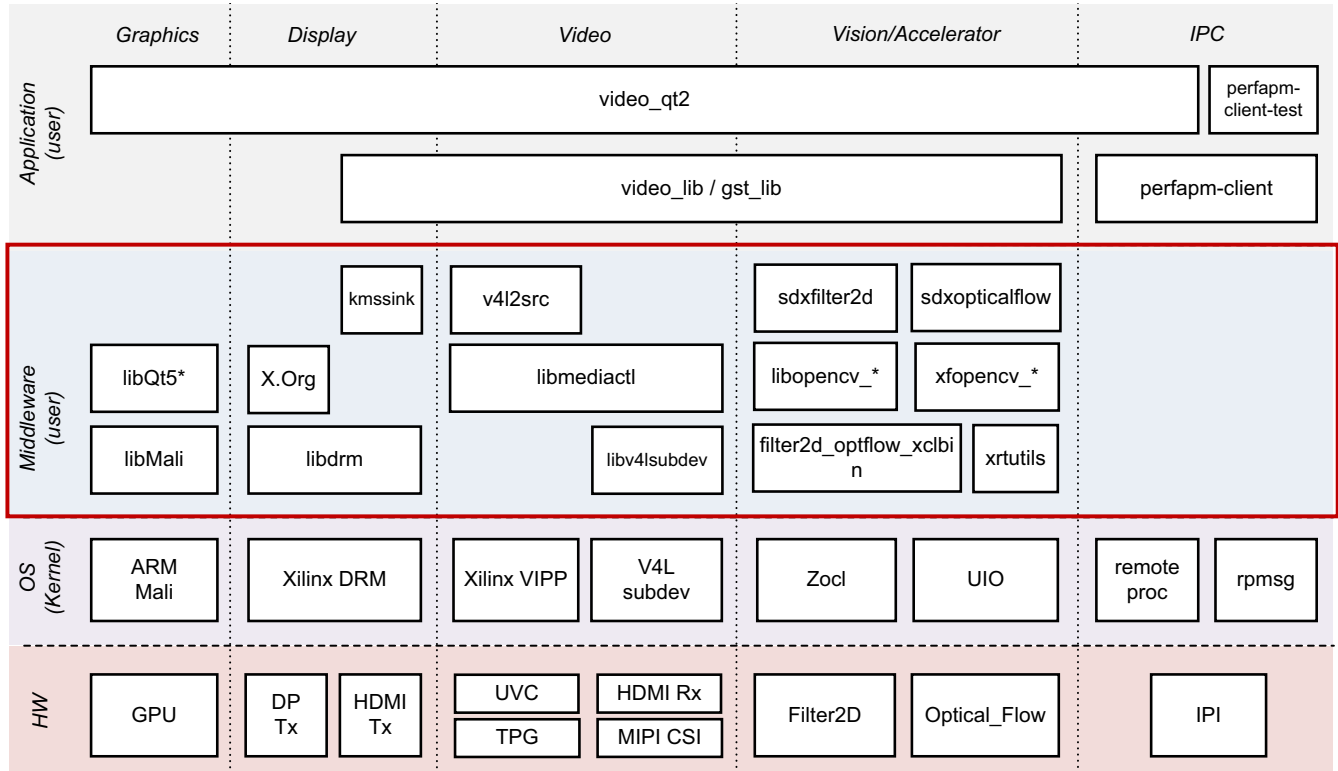 Graphics
Display
Video
Vision/Accelerator
IPC
Application
(user)
video_qt2
perfapm-
client-test
video_lib / gst_lib
perfapm-client
Middleware
(user)
kmssink
v4l2src
sdxfilter2d
sdxopticalflow
libQt5*
X.Org
libmediactl
libopencv_*
xfopencv_*
libMali
libdrm
libv4lsubdev
filter2d_optflow_xclbi
n
xrtutils
OS
(Kernel)
ARM
Mali
Xilinx DRM
Xilinx VIPP
V4L
subdev
Zocl
UIO
remote
proc
rpmsg
HW
GPU
DP
Tx
HDMI
Tx
UVC
HDMI Rx
TPG
MIPI CSI
Filter2D
Optical_Flow
IPI